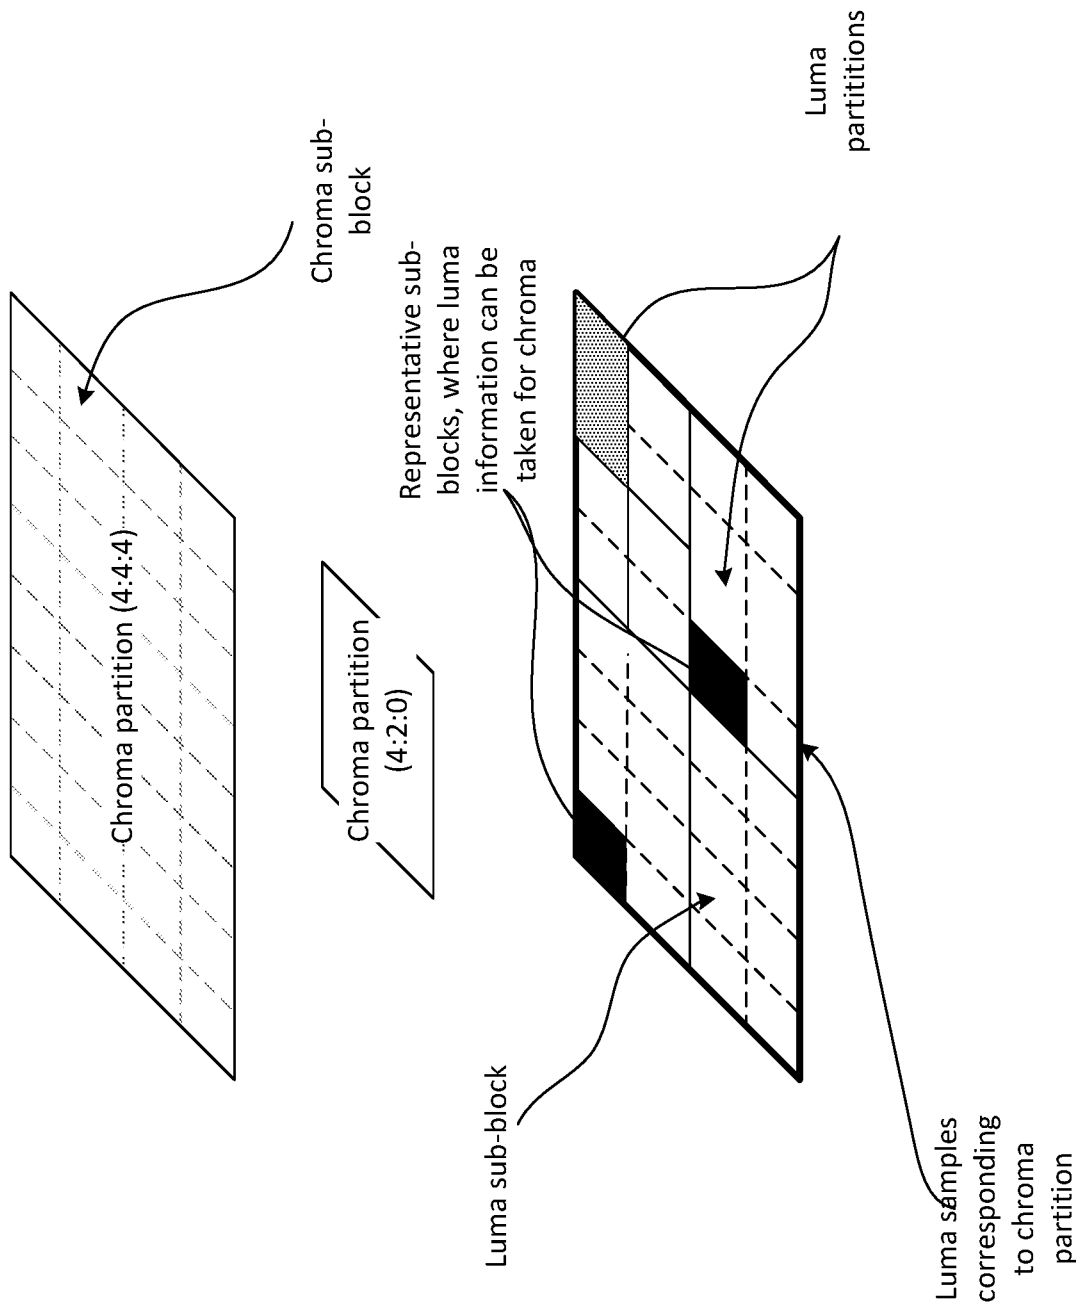 Chroma partition (4:4:4)
Chroma sub-
block
Chroma partition
(4:2:0)
Representative sub-
blocks, where luma
information can be
taken for chroma
Luma sub-block
Luma
partititions
Luma samples
corresponding
to chroma
partition